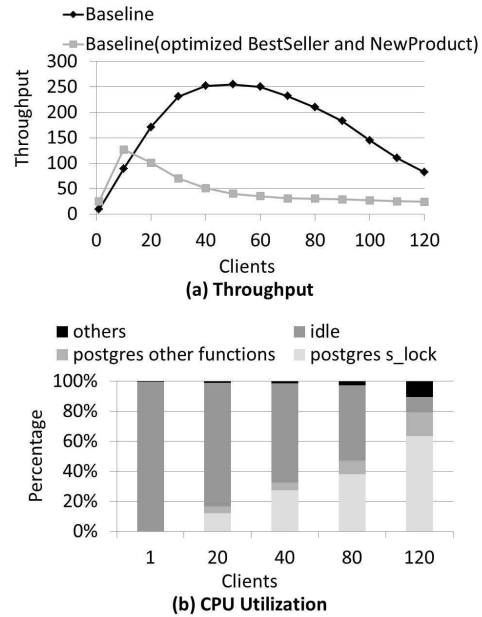 Baseline
Baseline(optimized BestSeller and NewProduct)
300
250
200
150
100
50
0
Throughput
0 20 40 60 80 100 120
Clients
(a) Throughput
others idle
postgres other functions postgres s_lock
100%
80%
60%
40%
20%
0%
Percentage
1 20 40 80 120
Clients
(b) CPU Utilization